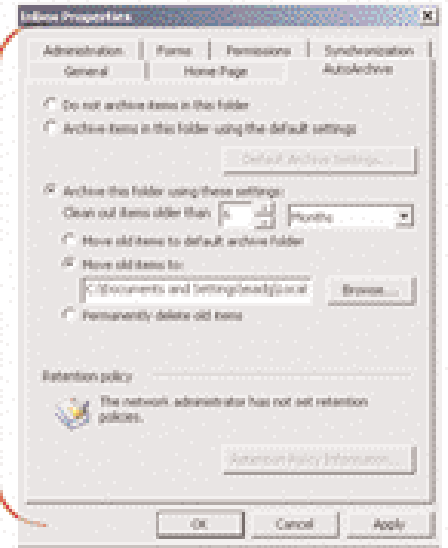 Inbox Properties
Administration Forms Permissions Synchronization
General Home Page AutoArchive
Do not archive items in this folder
Archive items in this folder using the default settings
Default Archive Settings...
Archive this folder using these settings:
Clean out items older than 6 Months
Move old items to default archive folder
Move old items to:
C:\Documents and Settings\ \Local
Browse...
Permanently delete old items
Retention policy
The network administrator has not set retention
policies.
Retention Policy Information...
OK Cancel Apply